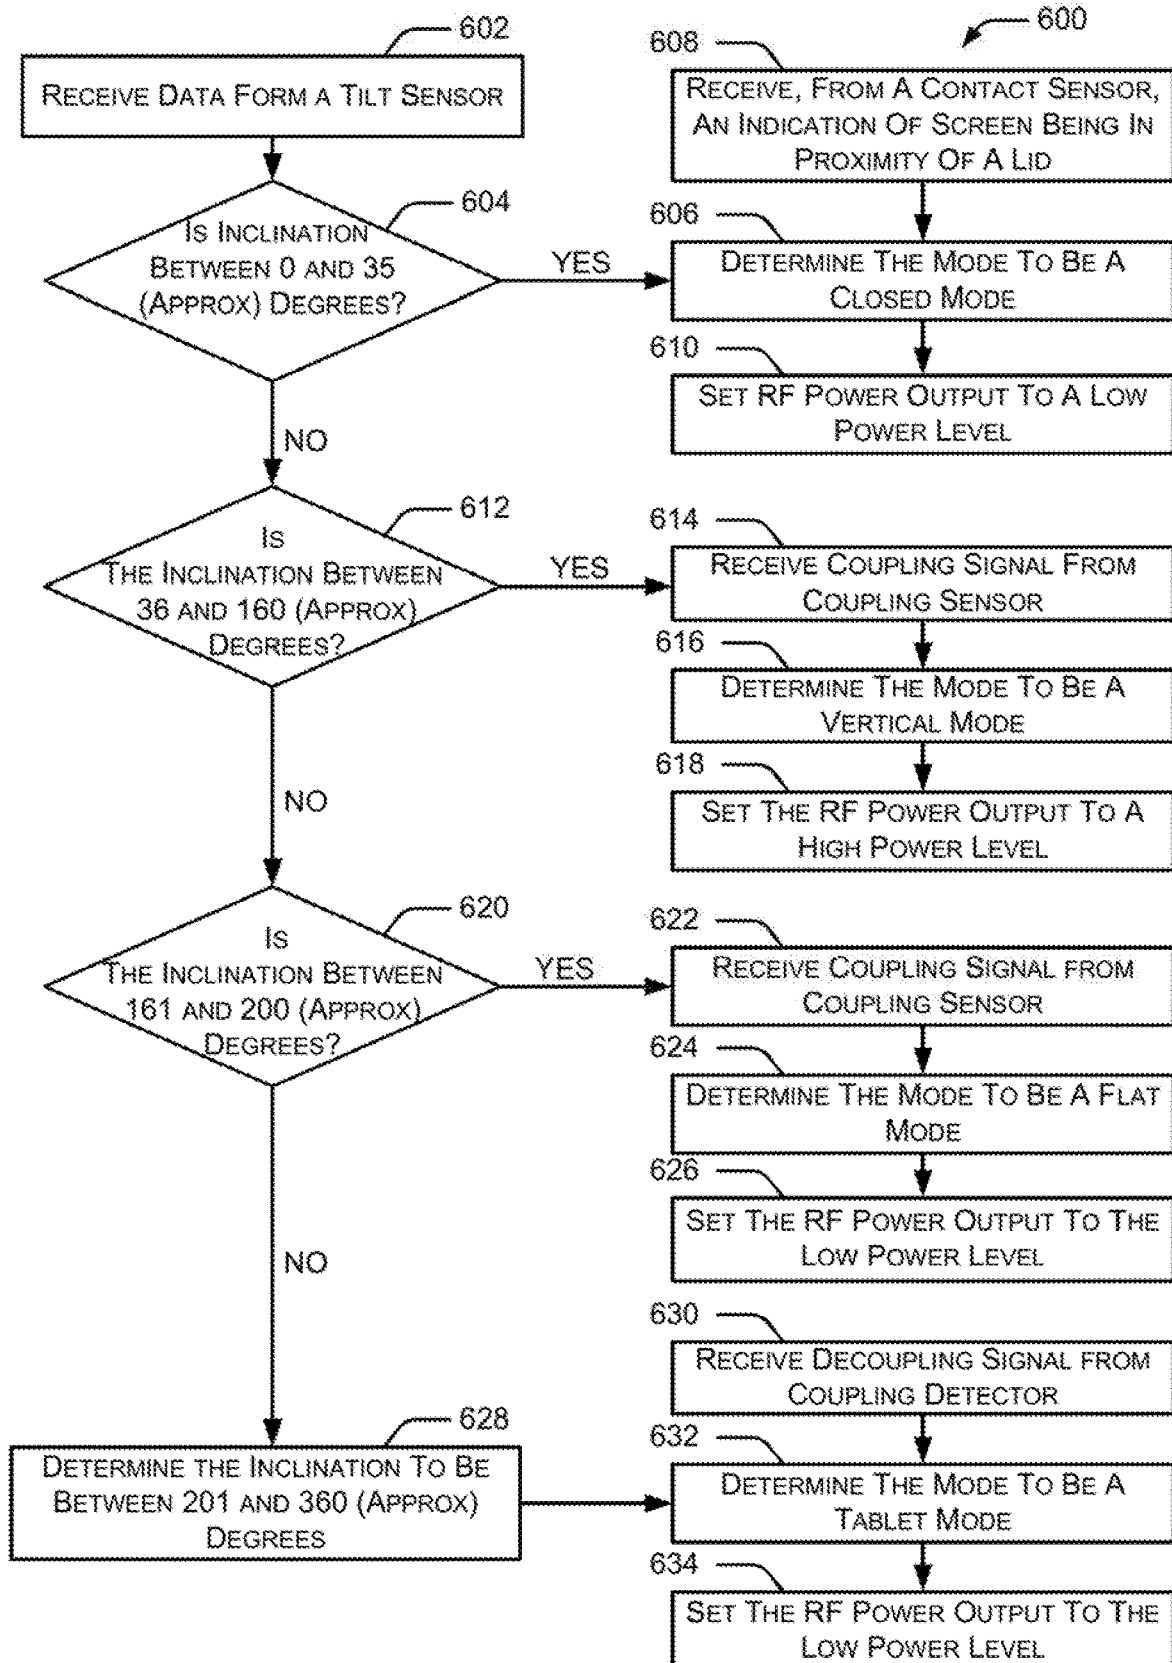 600
602
RECEIVE DATA FORM A TILT SENSOR
608
RECEIVE, FROM A CONTACT SENSOR,
AN INDICATION OF SCREEN BEING IN
PROXIMITY OF A LID
604
IS INCLINATION
BETWEEN 0 AND 35
(APPROX) DEGREES?
YES
606
DETERMINE THE MODE TO BE A
CLOSED MODE
610
SET RF POWER OUTPUT TO A LOW
POWER LEVEL
NO
612
IS
THE INCLINATION BETWEEN
36 AND 160 (APPROX)
DEGREES?
YES
614
RECEIVE COUPLING SIGNAL FROM
COUPLING SENSOR
616
DETERMINE THE MODE TO BE A
VERTICAL MODE
618
SET THE RF POWER OUTPUT TO A
HIGH POWER LEVEL
NO
620
IS
THE INCLINATION BETWEEN
161 AND 200 (APPROX)
DEGREES?
YES
622
RECEIVE COUPLING SIGNAL FROM
COUPLING SENSOR
624
DETERMINE THE MODE TO BE A FLAT
MODE
626
SET THE RF POWER OUTPUT TO THE
LOW POWER LEVEL
NO
628
DETERMINE THE INCLINATION TO BE
BETWEEN 201 AND 360 (APPROX)
DEGREES
630
RECEIVE DECOUPLING SIGNAL FROM
COUPLING DETECTOR
632
DETERMINE THE MODE TO BE A
TABLET MODE
634
SET THE RF POWER OUTPUT TO THE
LOW POWER LEVEL